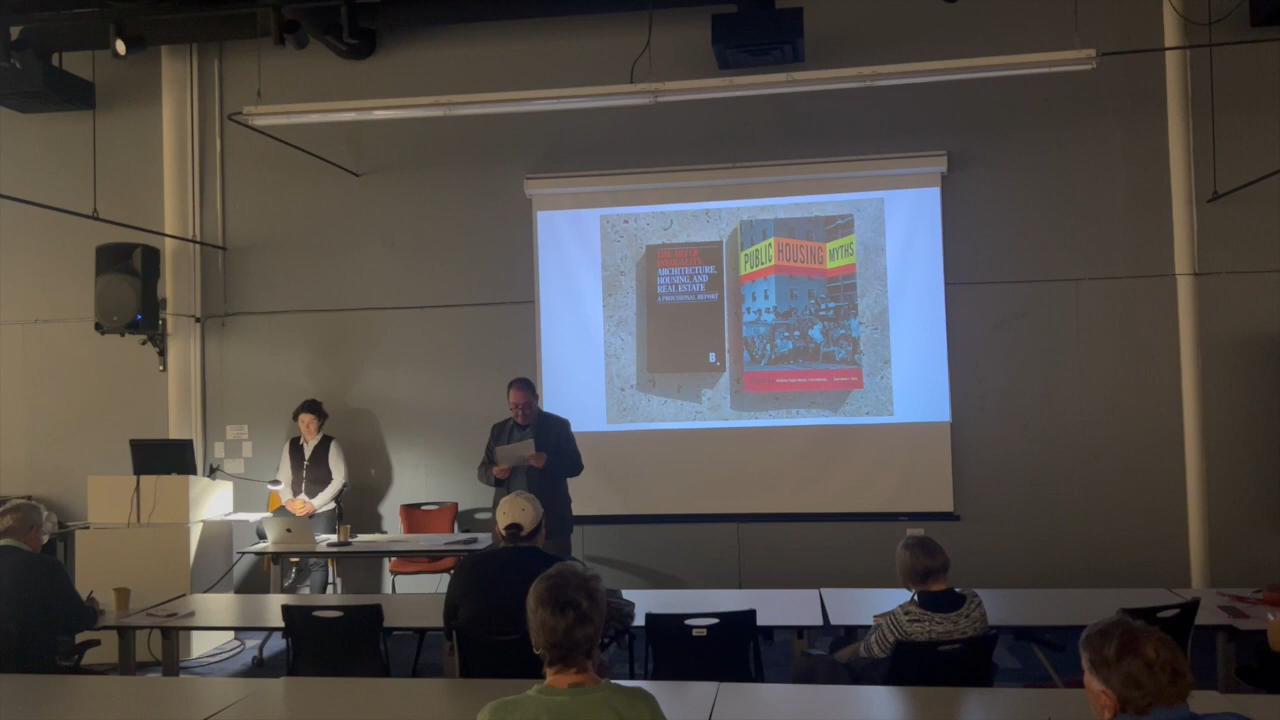 THE ART OF
INEQUALITY:
ARCHITECTURE,
HOUSING, AND
REAL ESTATE
A PROVISIONAL REPORT
B.
PUBLIC HOUSING MYTHS